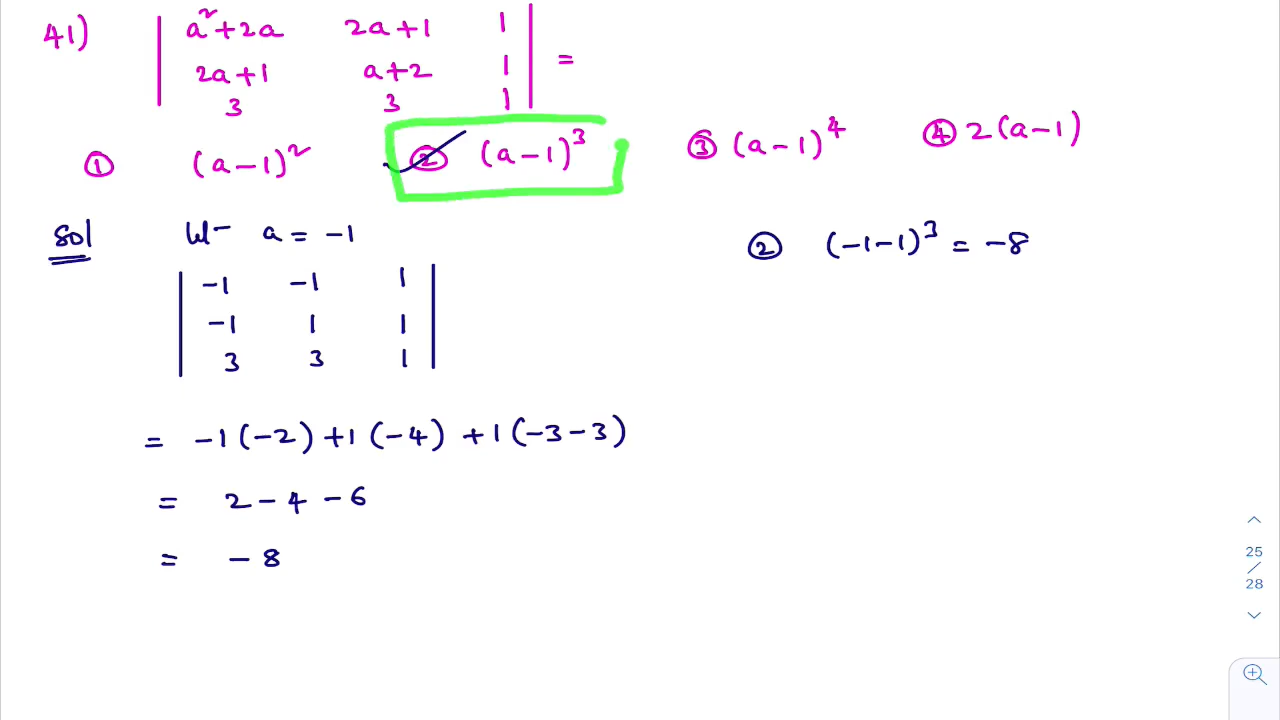 41) | a²+2a 2a+1 1 |
| 2a+1 a+2 1 | =
| 3 3 1 |
① (a-1)² ② (a-1)³ ③ (a-1)⁴ ④ 2(a-1)
Sol let a = -1 ② (-1-1)³ = -8
| -1 -1 1 |
| -1 1 1 |
| 3 3 1 |
= -1(-2) +1(-4) +1(-3-3)
= 2-4-6
= -8
25
/
28